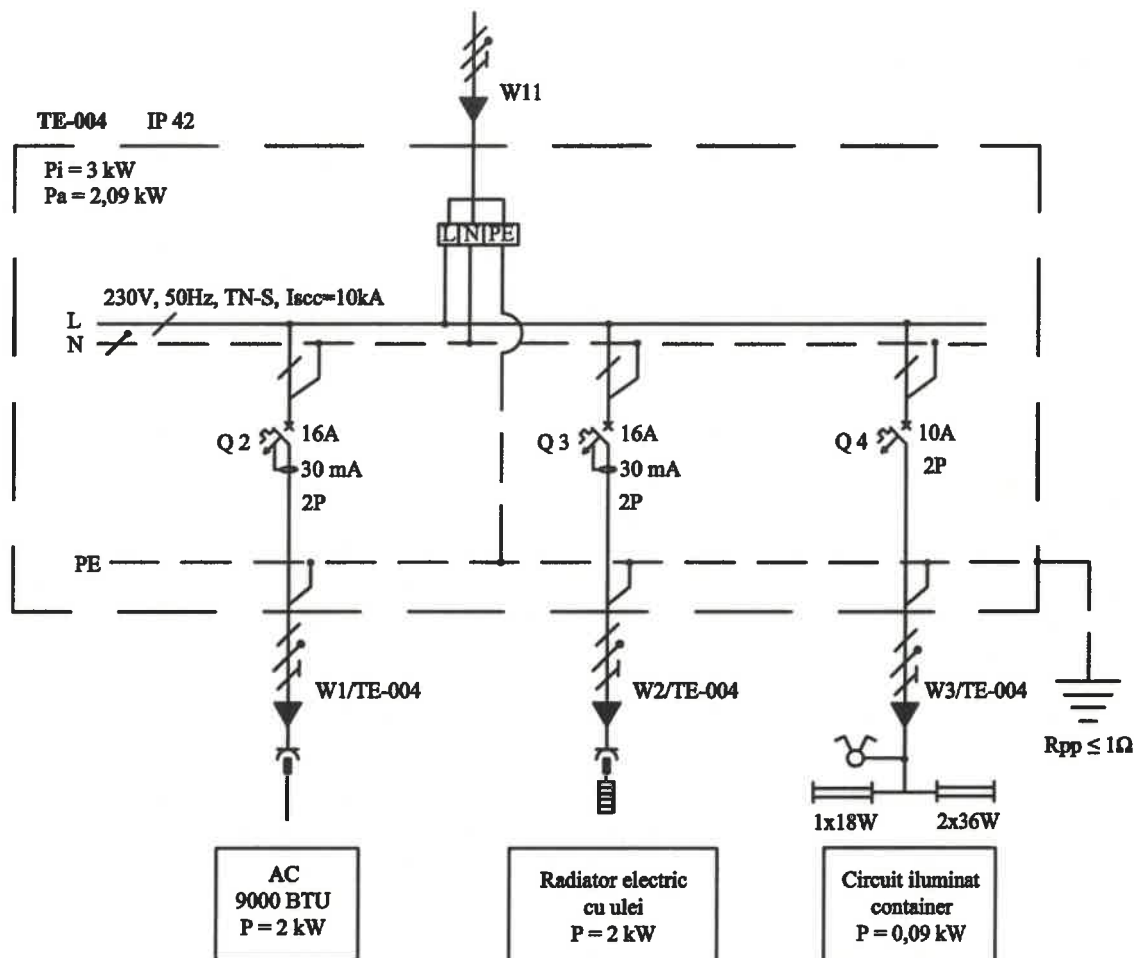 W11
TE-004 IP 42
Pi = 3 kW
Pa = 2,09 kW
L N PE
230V, 50Hz, TN-S, Iscc=10kA
L
N
Q 2
16A
30 mA
2P
Q 3
16A
30 mA
2P
Q 4
10A
2P
PE
W1/TE-004
W2/TE-004
W3/TE-004
Rpp ≤ 1Ω
1x18W
2x36W
AC
9000 BTU
P = 2 kW
Radiator electric
cu ulei
P = 2 kW
Circuit iluminat
container
P = 0,09 kW